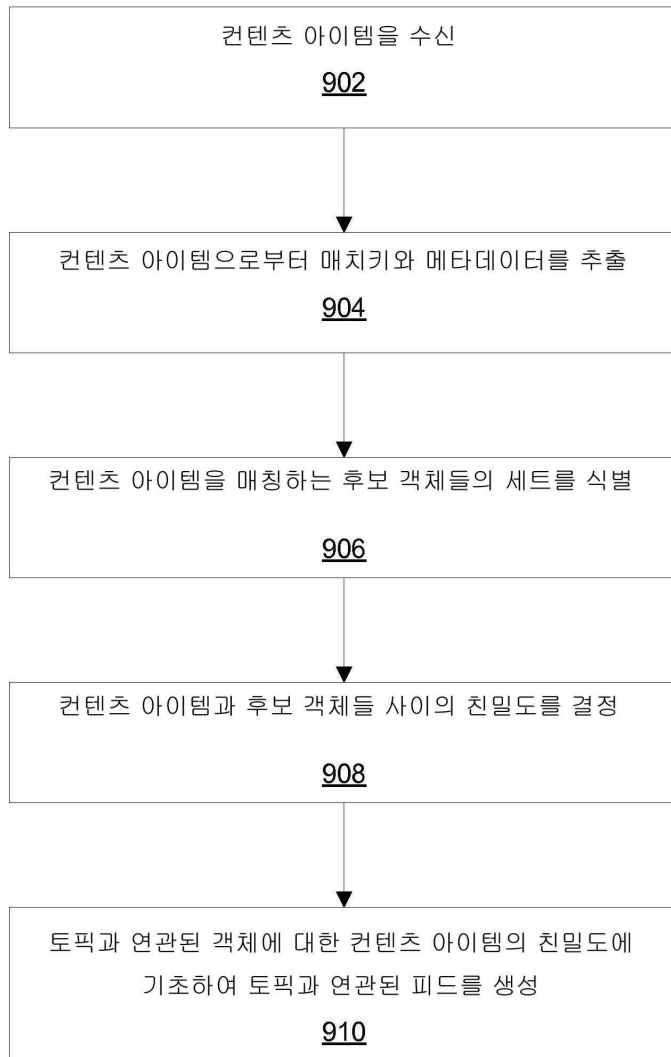 컨텐츠 아이템을 수신
902
컨텐츠 아이템으로부터 매치키와 메타데이터를 추출
904
컨텐츠 아이템을 매칭하는 후보 객체들의 세트를 식별
906
컨텐츠 아이템과 후보 객체들 사이의 친밀도를 결정
908
토픽과 연관된 객체에 대한 컨텐츠 아이템의 친밀도에
기초하여 토픽과 연관된 피드를 생성
910